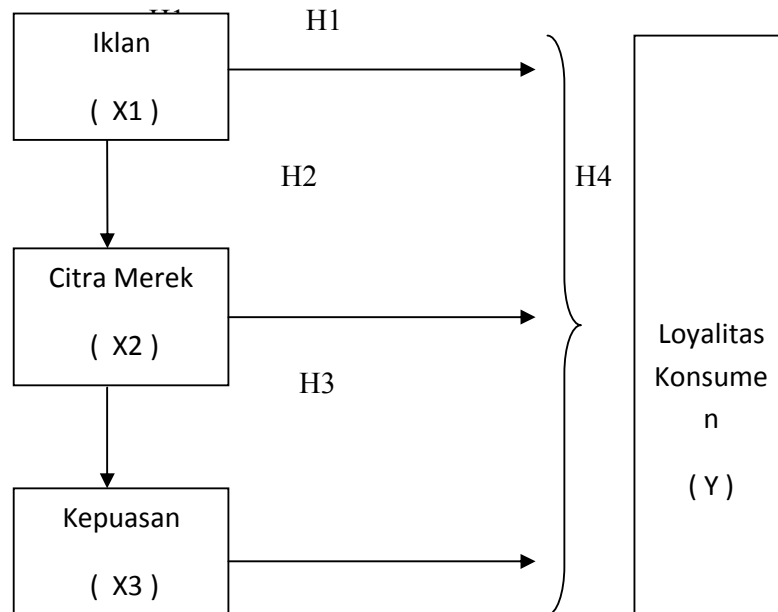 H1
Iklan
( X1 )
H2
H4
Citra Merek
( X2 )
H3
Loyalitas
Konsume
n
( Y )
Kepuasan
( X3 )